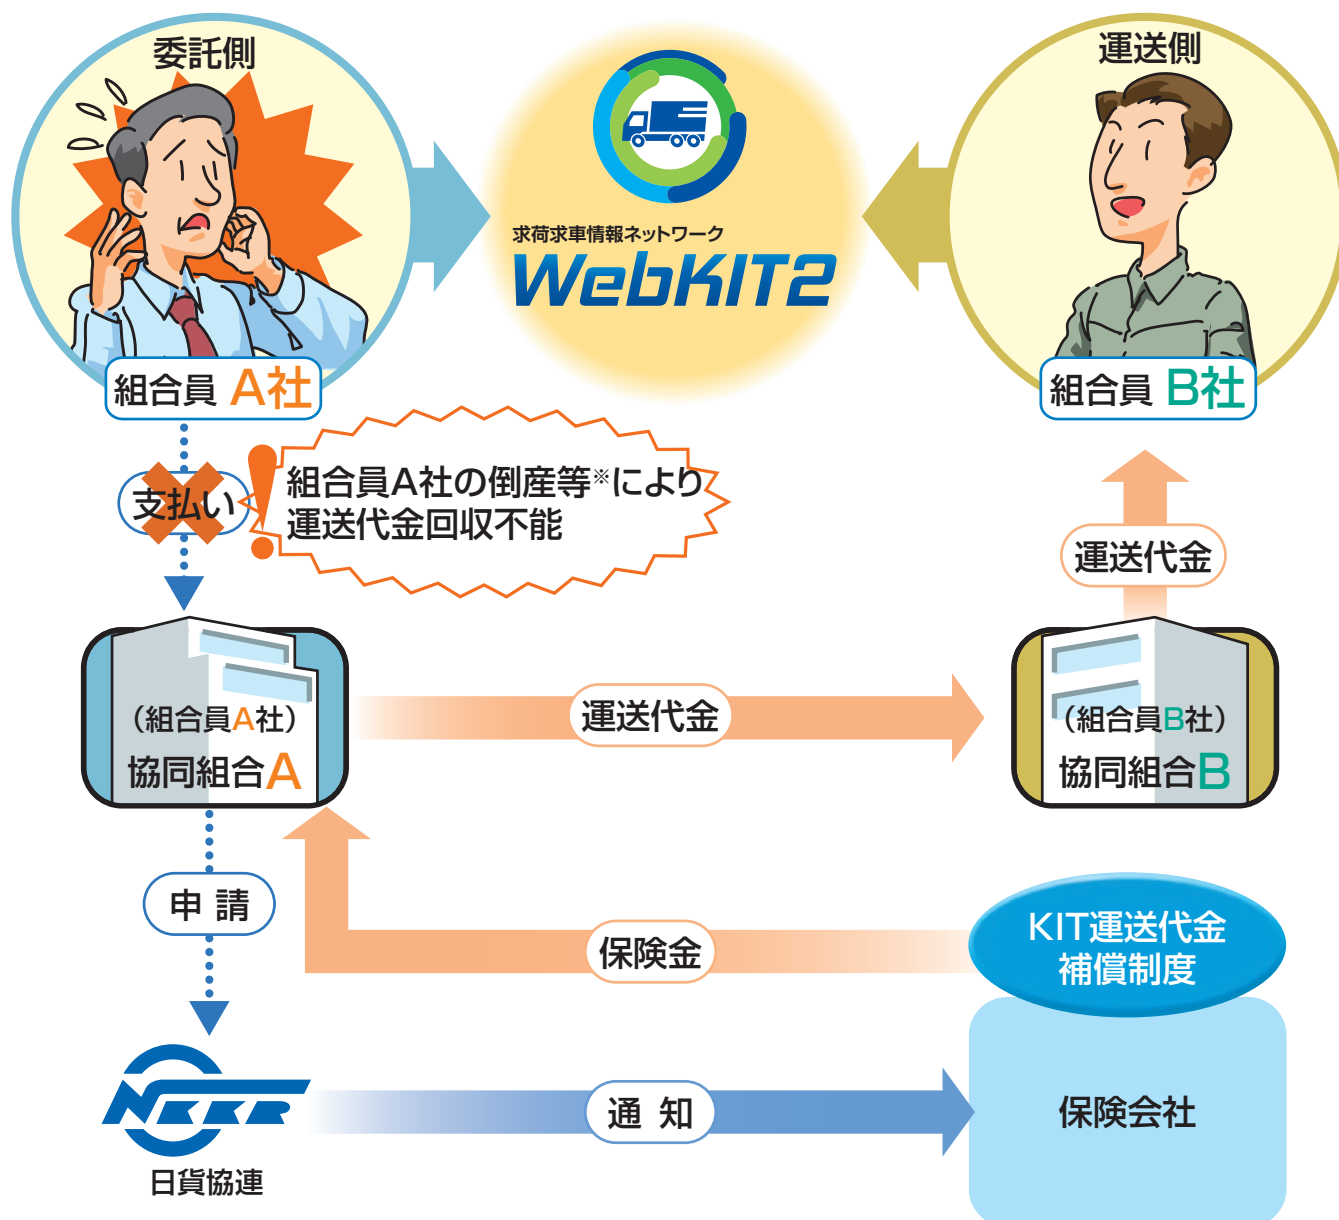 委託側
運送側
求荷求車情報ネットワーク
WebKIT2
組合員 A社
組合員 B社
支払い
組合員A社の倒産等※により
運送代金回収不能
運送代金
(組合員A社)
協同組合A
運送代金
(組合員B社)
協同組合B
申 請
保険金
KIT運送代金
補償制度
NKKR
日貨協連
通 知
保険会社